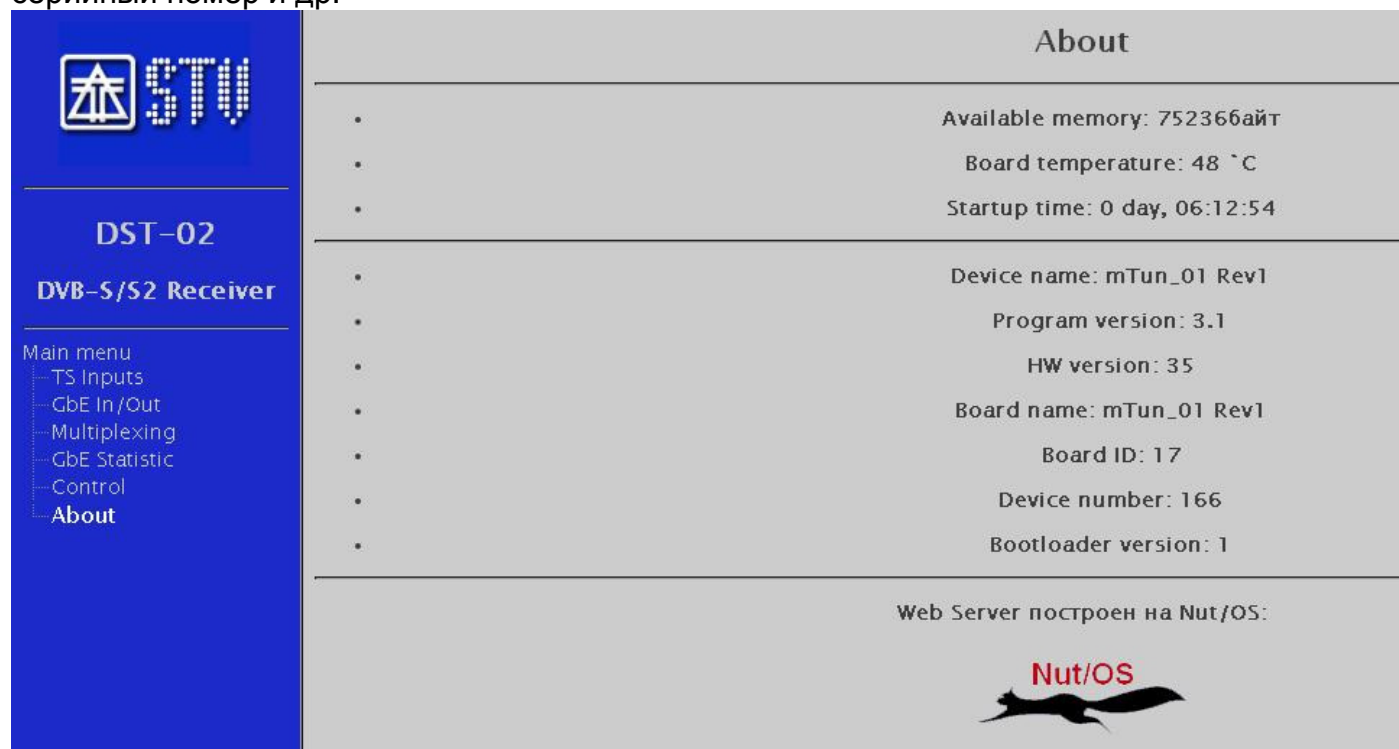 серийный номер и др.
STV
DST-02
DVB-S/S2 Receiver
Main menu
TS Inputs
GbE In/Out
Multiplexing
GbE Statistic
Control
About
About
Available memory: 75236байт
Board temperature: 48 `C
Startup time: 0 day, 06:12:54
Device name: mTun_01 Rev1
Program version: 3.1
HW version: 35
Board name: mTun_01 Rev1
Board ID: 17
Device number: 166
Bootloader version: 1
Web Server построен на Nut/OS:
Nut/OS